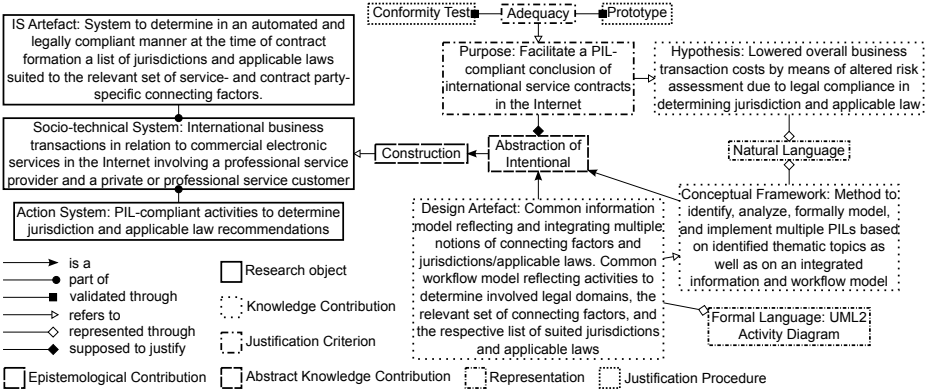 IS Artefact: System to determine in an automated and
legally compliant manner at the time of contract
formation a list of jurisdictions and applicable laws
suited to the relevant set of service- and contract party-
specific connecting factors.
Socio-technical System: International business
transactions in relation to commercial electronic
services in the Internet involving a professional service
provider and a private or professional service customer
Action System: PIL-compliant activities to determine
jurisdiction and applicable law recommendations
Conformity Test
Adequacy
Prototype
Purpose: Facilitate a PIL-
compliant conclusion of
international service contracts
in the Internet
Hypothesis: Lowered overall business
transaction costs by means of altered risk
assessment due to legal compliance in
determining jurisdiction and applicable law
Construction
Abstraction of
Intentional
Natural Language
Design Artefact: Common information
model reflecting and integrating multiple
notions of connecting factors and
jurisdictions/applicable laws. Common
workflow model reflecting activities to
determine involved legal domains, the
relevant set of connecting factors, and
the respective list of suited jurisdictions
and applicable laws
Conceptual Framework: Method to
identify, analyze, formally model,
and implement multiple PILs based
on identified thematic topics as
well as on an integrated
information and workflow model
Formal Language: UML2
Activity Diagram
is a
part of
validated through
refers to
represented through
supposed to justify
Research object
Knowledge Contribution
Justification Criterion
Epistemological Contribution
Abstract Knowledge Contribution
Representation
Justification Procedure